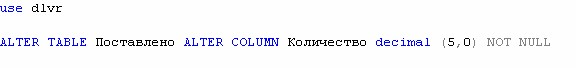 use dlvr
ALTER TABLE Поставлено ALTER COLUMN Количество decimal (5,0) NOT NULL